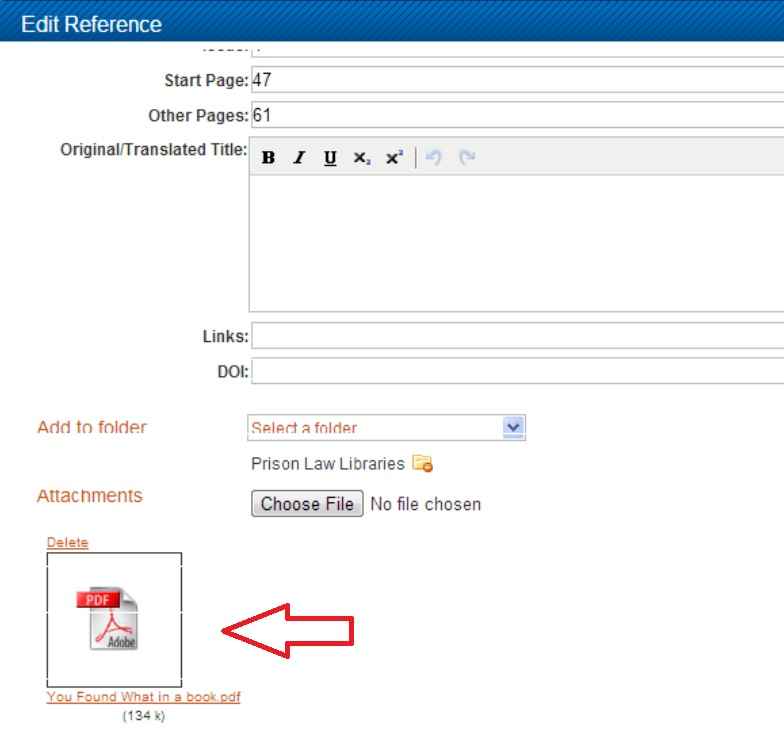 Edit Reference
Start Page: 47
Other Pages: 61
Original/Translated Title:
B I U x₂ x²
Links:
DOI:
Add to folder Select a folder
Prison Law Libraries
Attachments Choose File No file chosen
Delete
PDF
Adobe
You Found What in a book.pdf
(134 k)